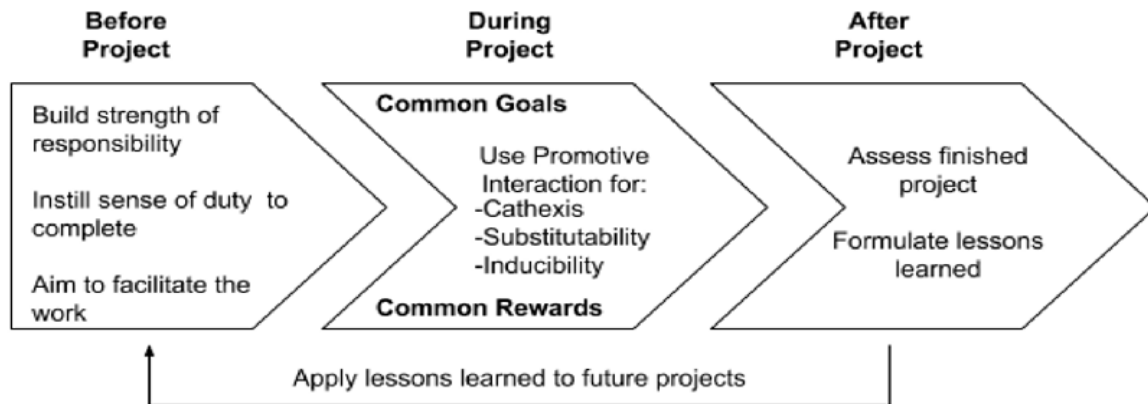 Before
Project
During
Project
After
Project
Build strength of
responsibility
Instill sense of duty to
complete
Aim to facilitate the
work
Common Goals
Use Promotive
Interaction for:
-Cathexis
-Substitutability
-Inducibility
Common Rewards
Assess finished
project
Formulate lessons
learned
Apply lessons learned to future projects